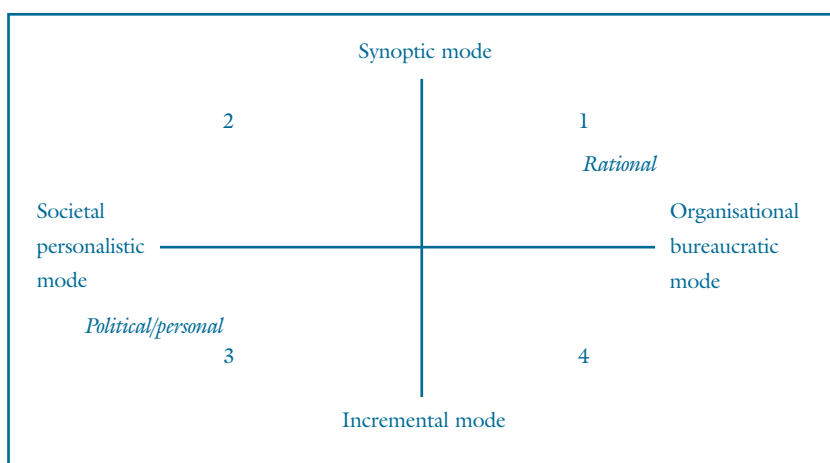 Synoptic mode
2
1
Rational
Societal
personalistic
mode
Organisational
bureaucratic
mode
Political/personal
3
4
Incremental mode